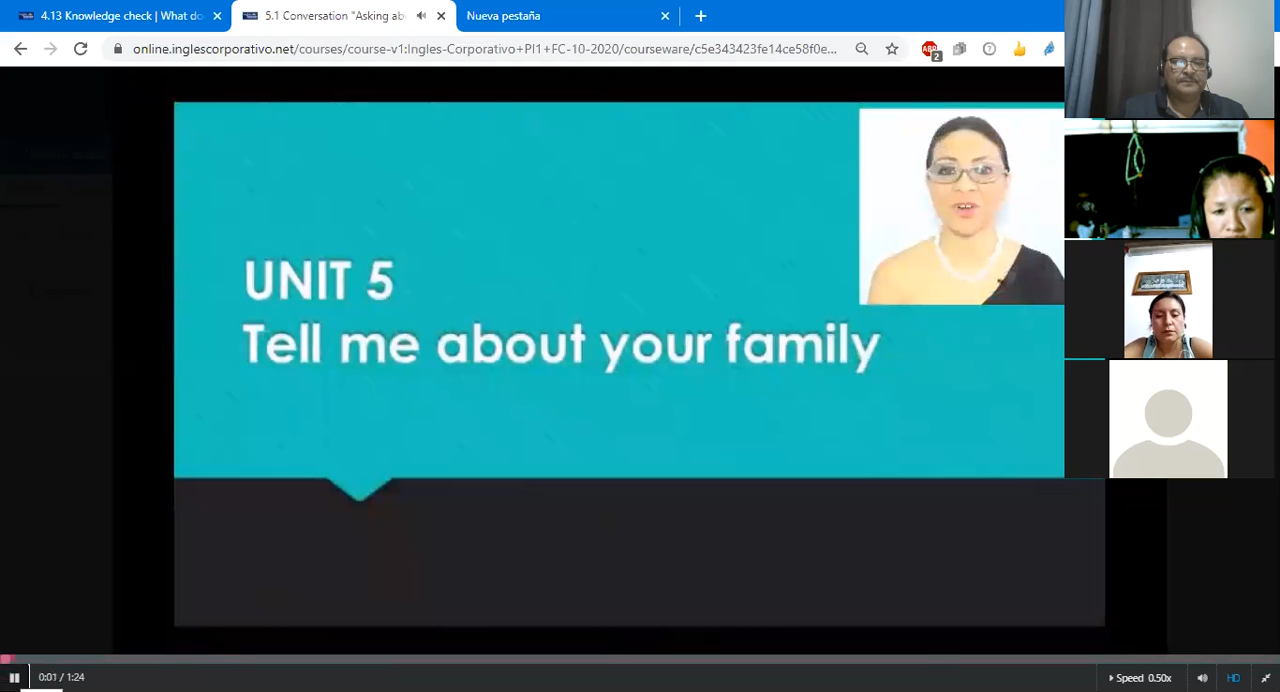 4.13 Knowledge check | What do
5.1 Conversation "Asking ab
Nueva pestaña
online.inglescorporativo.net/courses/course-v1:Ingles-Corporativo+PI1+FC-10-2020/courseware/c5e343423fe14ce58f0e...
ABP
2
UNIT 5
Tell me about your family
0:01 / 1:24
Speed 0.50x
HD